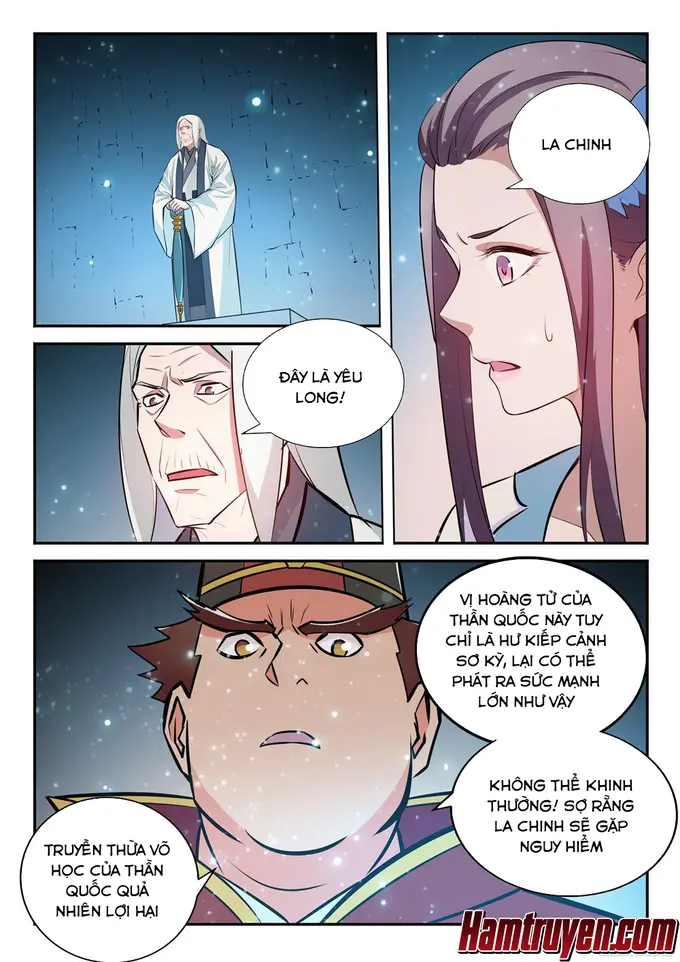 LA CHINH
ĐÂY LÀ YÊU
LONG!
VỊ HOÀNG TỬ CỦA
THẦN QUỐC NÀY TUY
CHỈ LÀ HƯ KIẾP CẢNH
SƠ KỲ, LẠI CÓ THỂ
PHÁT RA SỨC MẠNH
LỚN NHƯ VẬY
KHÔNG THỂ KHINH
THƯỜNG! SỢ RẰNG
LA CHINH SẼ GẶP
NGUY HIỂM
TRUYỀN THỪA VÕ
HỌC CỦA THẦN
QUỐC QUẢ
NHIÊN LỢI HẠI
Hamtruyen.com